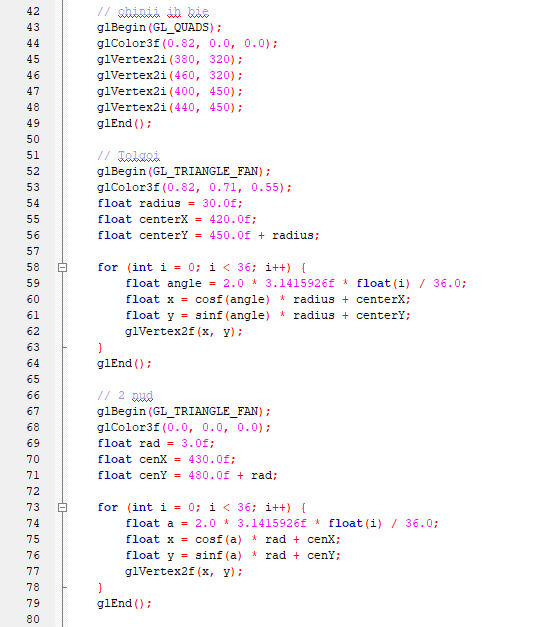 42 // ohinii ih bie
43 glBegin(GL_QUADS);
44 glColor3f(0.82, 0.0, 0.0);
45 glVertex2i(380, 320);
46 glVertex2i(460, 320);
47 glVertex2i(400, 450);
48 glVertex2i(440, 450);
49 glEnd();
50
51 // Tolgoi
52 glBegin(GL_TRIANGLE_FAN);
53 glColor3f(0.82, 0.71, 0.55);
54 float radius = 30.0f;
55 float centerX = 420.0f;
56 float centerY = 450.0f + radius;
57
58 for (int i = 0; i < 36; i++) {
59 float angle = 2.0 * 3.1415926f * float(i) / 36.0;
60 float x = cosf(angle) * radius + centerX;
61 float y = sinf(angle) * radius + centerY;
62 glVertex2f(x, y);
63 }
64 glEnd();
65
66 // 2 nud
67 glBegin(GL_TRIANGLE_FAN);
68 glColor3f(0.0, 0.0, 0.0);
69 float rad = 3.0f;
70 float cenX = 430.0f;
71 float cenY = 480.0f + rad;
72
73 for (int i = 0; i < 36; i++) {
74 float a = 2.0 * 3.1415926f * float(i) / 36.0;
75 float x = cosf(a) * rad + cenX;
76 float y = sinf(a) * rad + cenY;
77 glVertex2f(x, y);
78 }
79 glEnd();
80